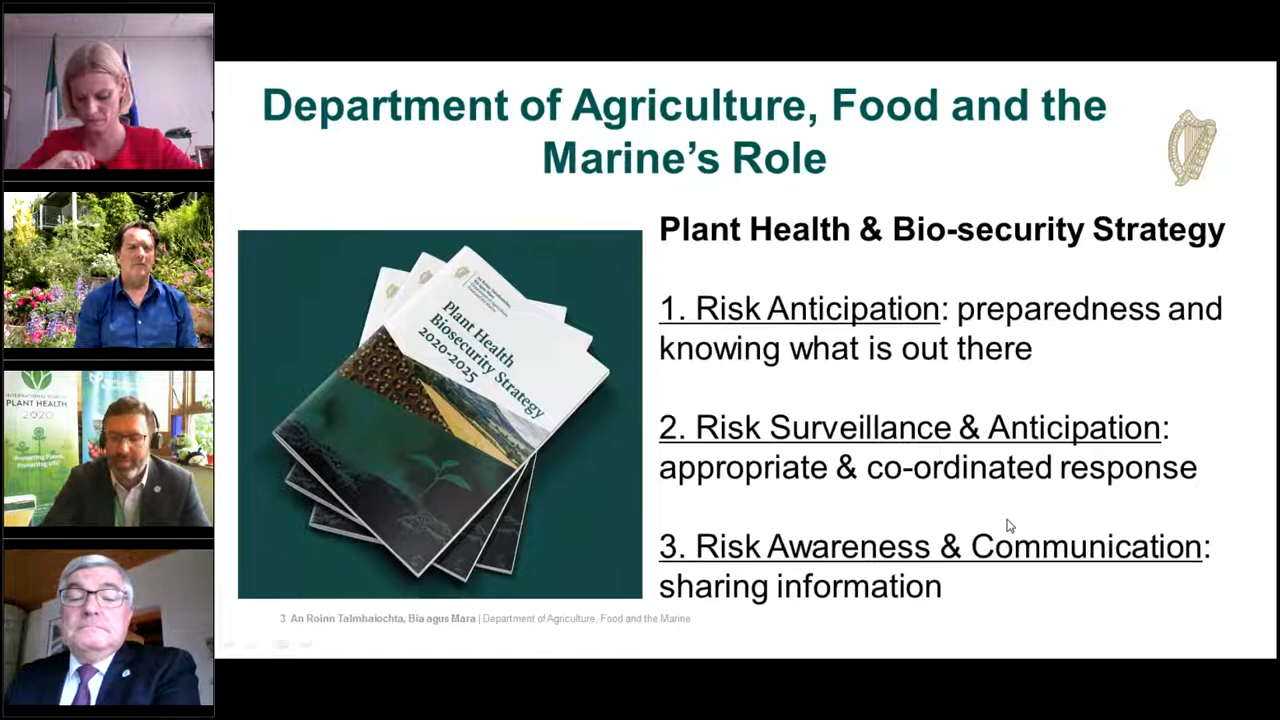 Department of Agriculture, Food and the
Marine's Role
Plant Health & Bio-security Strategy
1. Risk Anticipation: preparedness and
knowing what is out there
2. Risk Surveillance & Anticipation:
appropriate & co-ordinated response
3. Risk Awareness & Communication:
sharing information
Plant Health
Biosecurity Strategy
2020-2025
3 An Roinn Talmhaíochta, Bia agus Mara | Department of Agriculture, Food and the Marine
INTERNATIONAL YEAR OF
PLANT HEALTH
2020